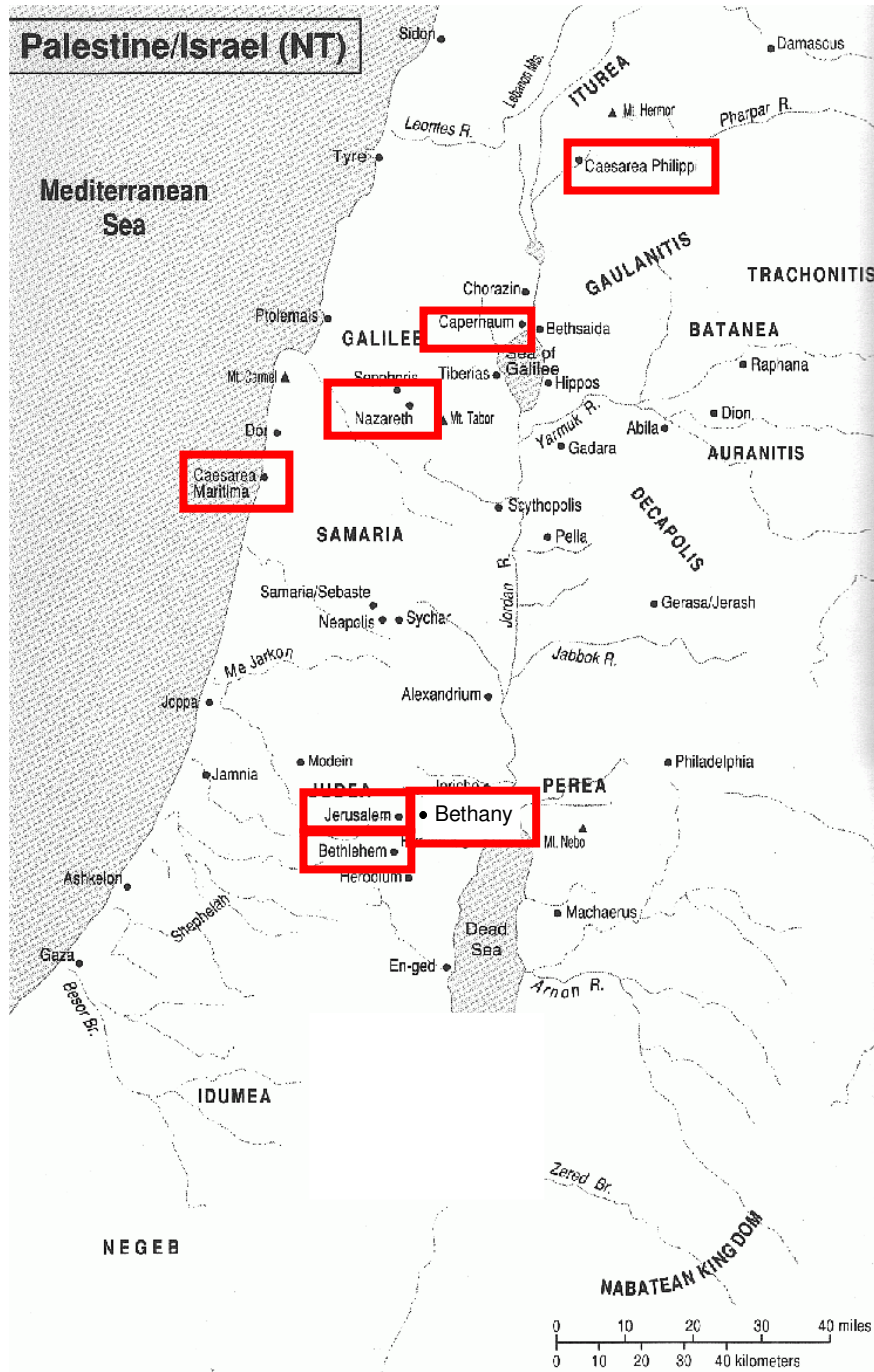 Palestine/Israel (NT)
Sidon
Damascus
Lebanon Mts.
ITUREA
Mt. Hermon
Pharpar R.
Leontes R.
Tyre
Caesarea Philippi
Mediterranean
Sea
GAULANITIS
TRACHONITIS
Chorazin
Ptolemais
Capernaum
Bethsaida
BATANEA
GALILEE
Sea of
Galilee
Raphana
Mt. Carmel
Sepphoris
Tiberias
Hippos
Nazareth
Mt. Tabor
Yarmuk R.
Dion
Abila
Dor
Gadara
AURANITIS
Caesarea
Maritima
Scythopolis
DECAPOLIS
SAMARIA
Pella
Jordan R.
Samaria/Sebaste
Gerasa/Jerash
Neapolis
Sychar
Me Jarkon
Jabbok R.
Joppa
Alexandrium
Modein
Philadelphia
Jamnia
JUDEA
Jericho
PEREA
Jerusalem
Bethany
Bethlehem
Mt. Nebo
Ashkelon
Herodium
Shephelah
Machaerus
Dead
Sea
Gaza
En-gedi
Besor Br.
Arnon R.
IDUMEA
Zered Br.
NEGEB
NABATEAN KINGDOM
0 10 20 30 40 miles
0 10 20 30 40 kilometers